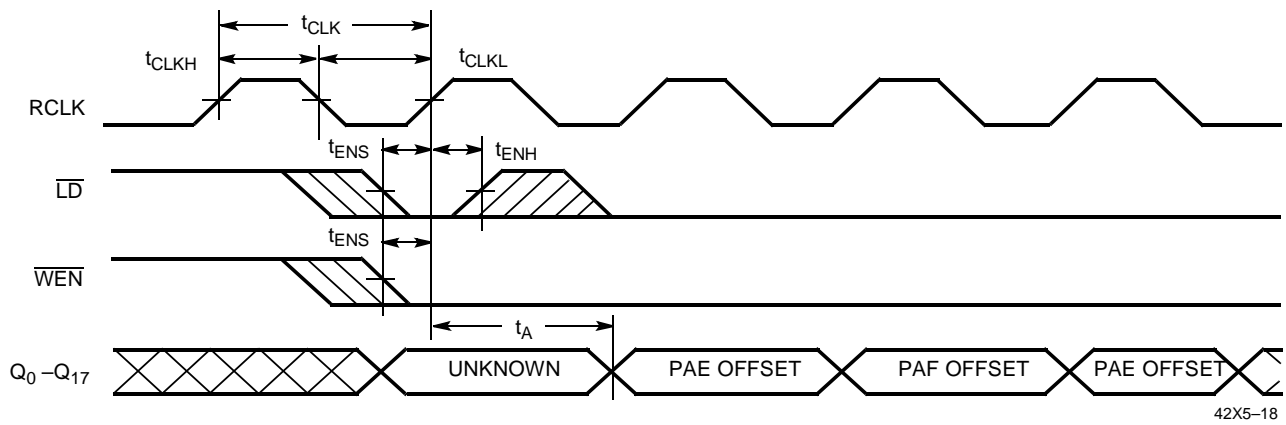 tCLK
tCLKH
tCLKL
RCLK
tENS
tENH
LD
tENS
WEN
tA
Q0 –Q17
UNKNOWN
PAE OFFSET
PAF OFFSET
PAE OFFSET
42X5–18